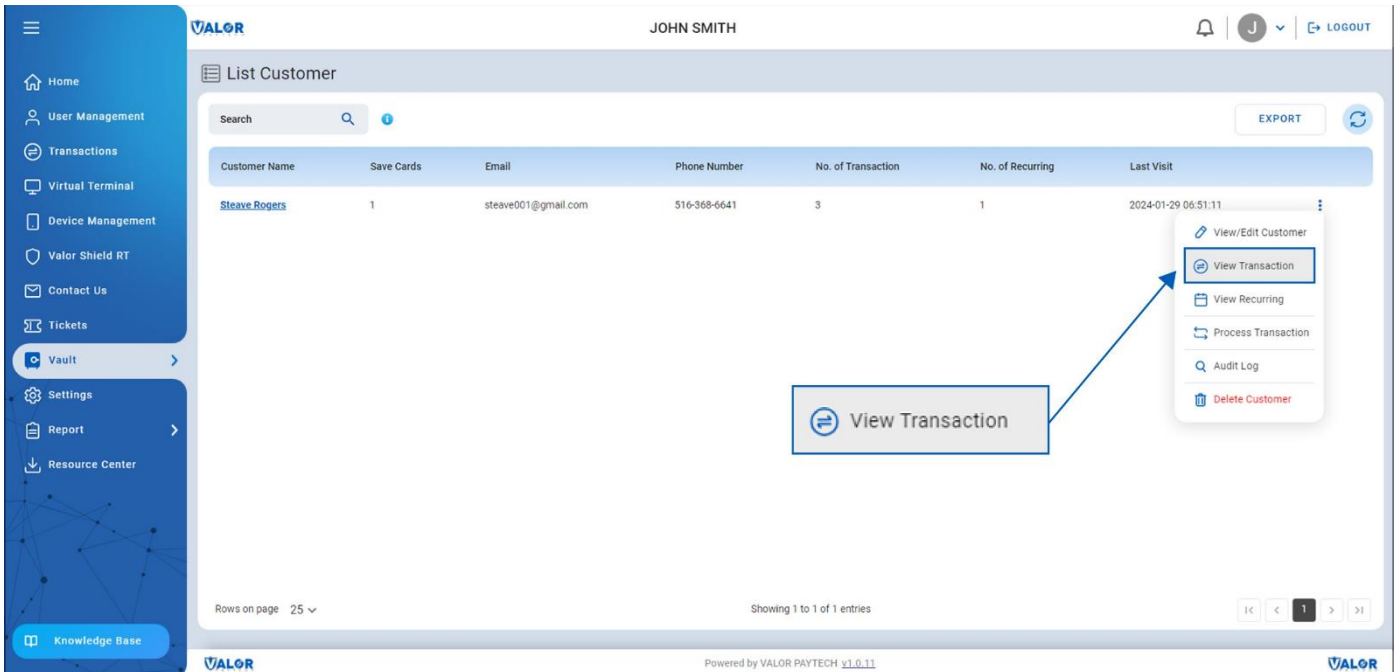 VALOR
JOHN SMITH
J
LOGOUT
Home
User Management
Transactions
Virtual Terminal
Device Management
Valor Shield RT
Contact Us
Tickets
Vault
Settings
Report
Resource Center
Knowledge Base
List Customer
Search
EXPORT
Customer Name Save Cards Email Phone Number No. of Transaction No. of Recurring Last Visit
Steave Rogers 1 steave001@gmail.com 516-368-6641 3 1 2024-01-29 06:51:11
View/Edit Customer
View Transaction
View Recurring
Process Transaction
Audit Log
Delete Customer
View Transaction
Rows on page 25
Showing 1 to 1 of 1 entries
1
VALOR
Powered by VALOR PAYTECH v1.0.11
VALOR